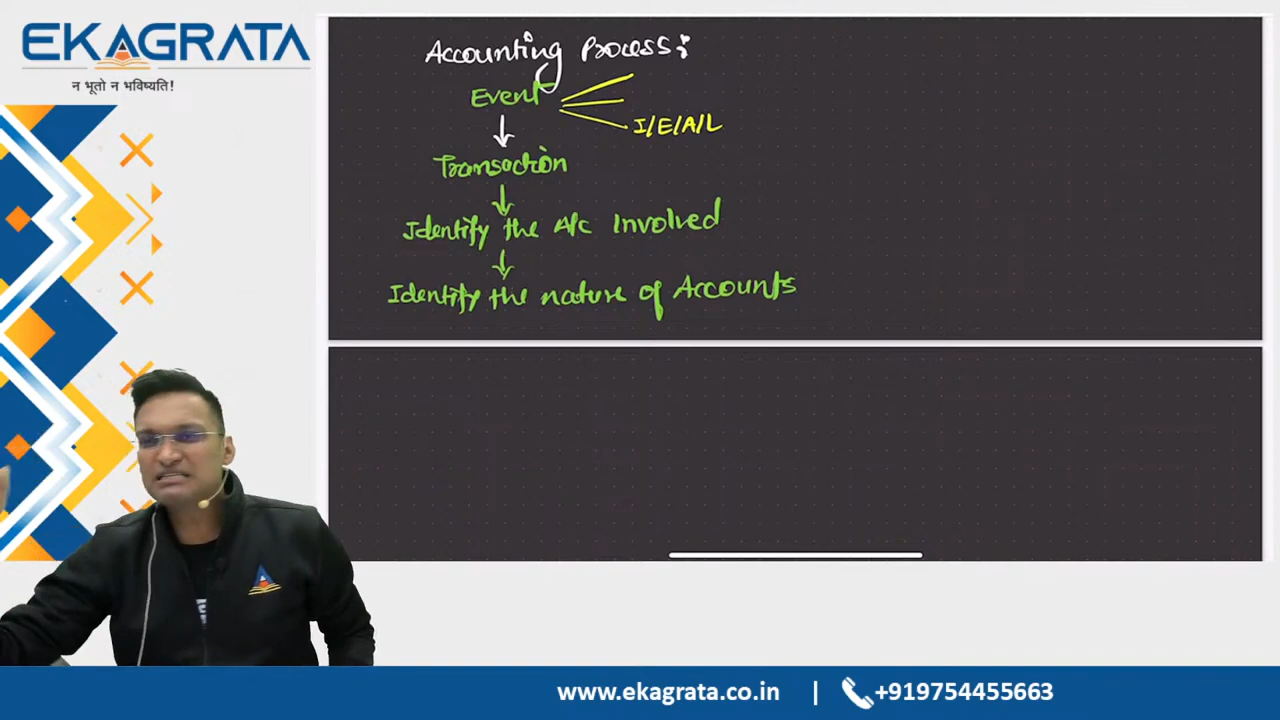 EKAGRATA
न भूतो न भविष्यति!
Accounting Process:
Event
I/E/A/L
Transaction
Identify the A/c Involved
Identify the nature of Accounts
www.ekagrata.co.in | +919754455663